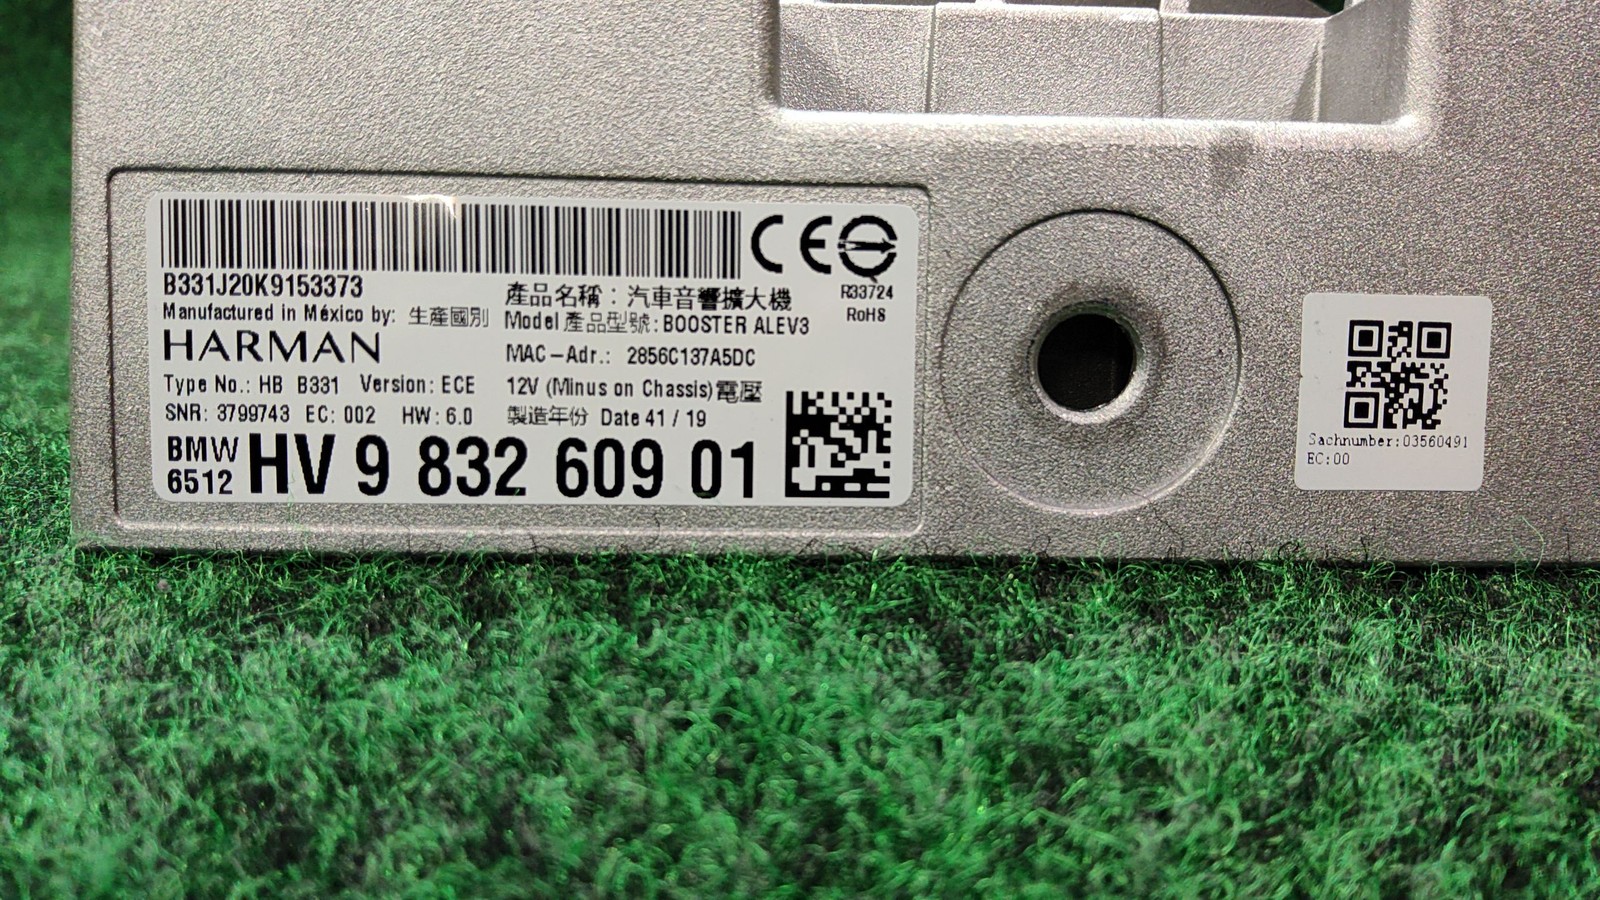 CE
B331J20K9153373
Manufactured in México by: 生產國別
HARMAN
Type No.: HB B331 Version: ECE
SNR: 3799743 EC: 002 HW: 6.0
產品名稱：汽車音響擴大機
Model 產品型號: BOOSTER ALEV3
MAC-Adr.: 2856C137A5DC
12V (Minus on Chassis) 電壓
製造年份 Date 41 / 19
R33724
RoHS
BMW
6512
HV 9 832 609 01
Sachnumber:03560491
EC:00